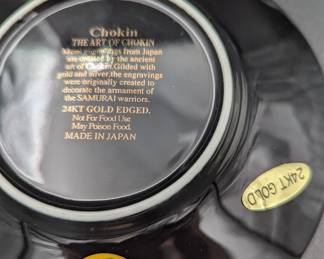 Chokin
THE ART OF CHOKIN
engravings from Japan
are created by the ancient
art of Chokin. Gilded with
gold and silver, the engravings
were originally created to
decorate the armament of
the SAMURAI warriors.
24KT GOLD EDGED.
Not For Food Use
May Poison Food.
MADE IN JAPAN
24KT GOLD